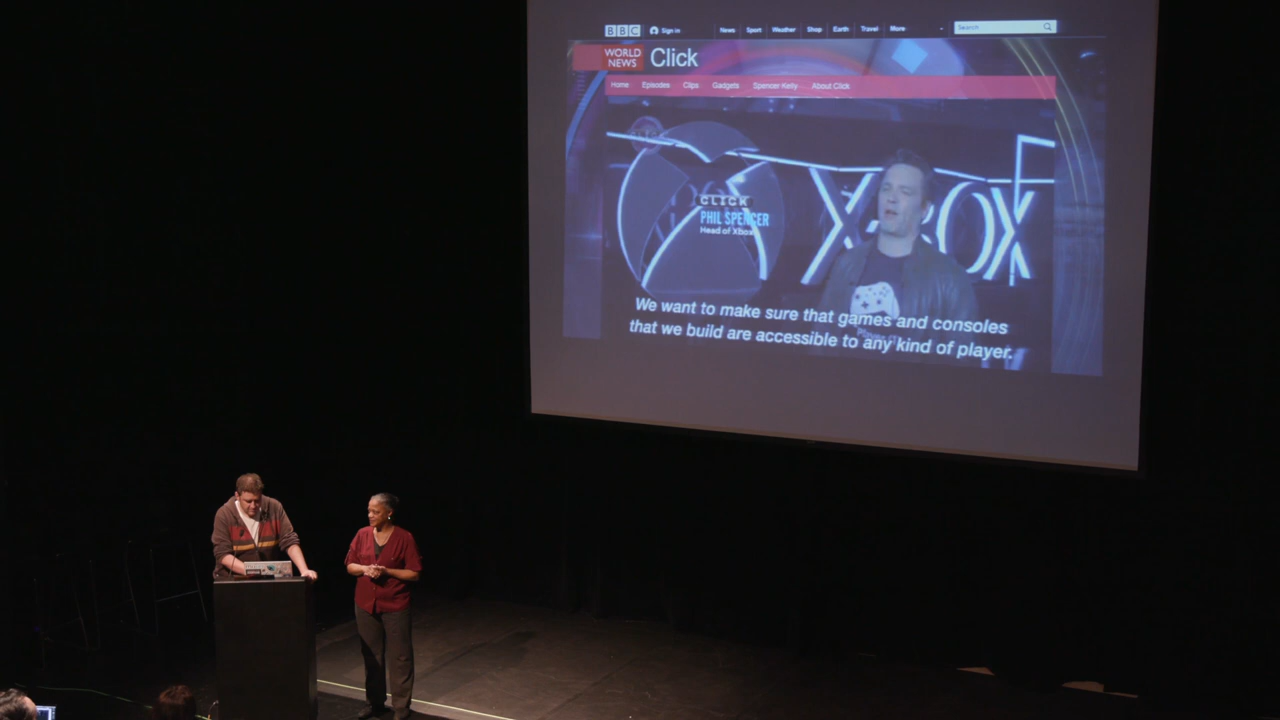 BBC Sign in News Sport Weather Shop Earth Travel More Search
WORLD NEWS Click
Home Episodes Clips Gadgets Spencer Kelly About Click
CLICK
XBOX
CLICK
PHIL SPENCER
Head of Xbox
We want to make sure that games and consoles
that we build are accessible to any kind of player.